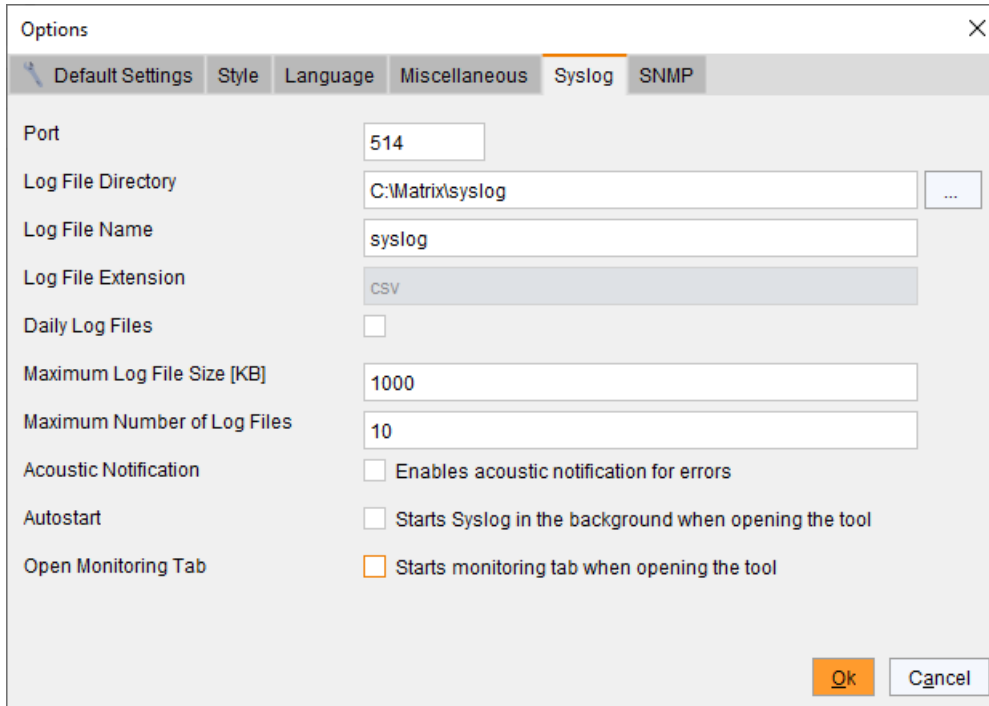 Options
Default Settings Style Language Miscellaneous Syslog SNMP
Port 514
Log File Directory C:\Matrix\syslog ...
Log File Name syslog
Log File Extension csv
Daily Log Files
Maximum Log File Size [KB] 1000
Maximum Number of Log Files 10
Acoustic Notification Enables acoustic notification for errors
Autostart Starts Syslog in the background when opening the tool
Open Monitoring Tab Starts monitoring tab when opening the tool
Ok Cancel